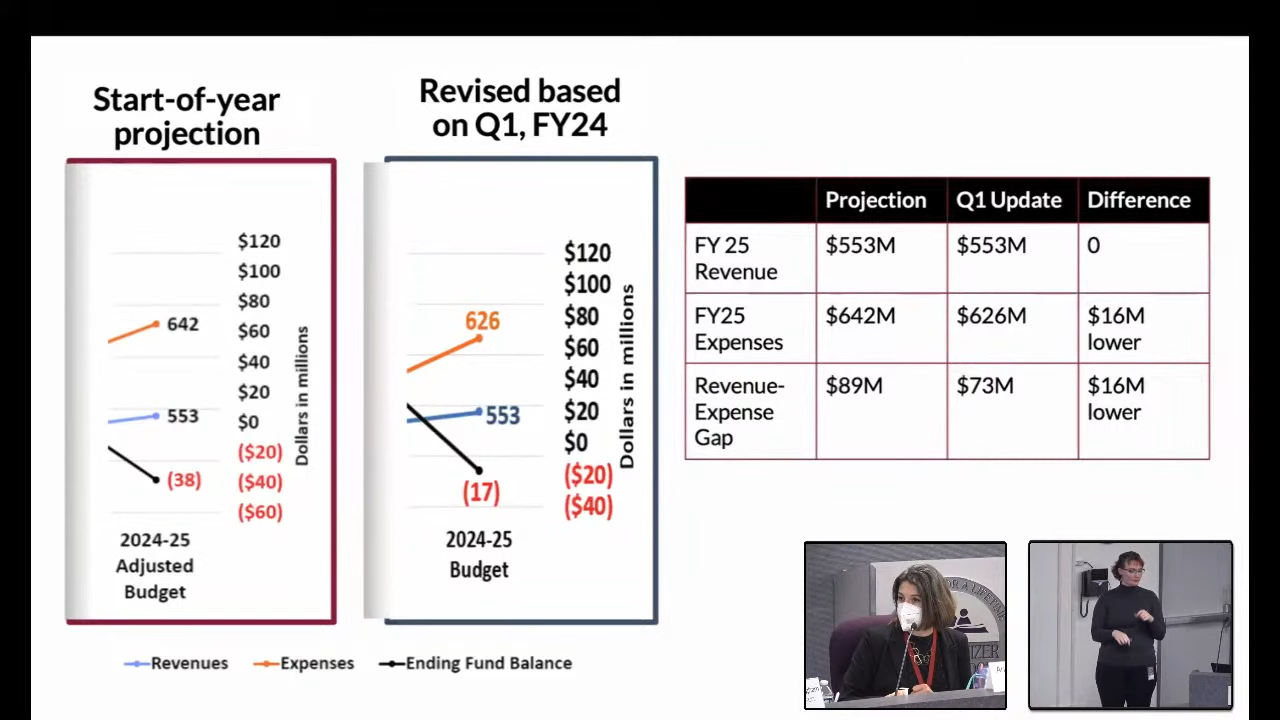 Start-of-year
projection
$120
$100
$80
$60
$40
$20
$0
($20)
($40)
($60)
642
553
(38)
Dollars in millions
2024-25
Adjusted
Budget
Revised based
on Q1, FY24
$120
$100
$80
$60
$40
$20
$0
($20)
($40)
626
553
(17)
Dollars in millions
2024-25
Budget
Revenues
Expenses
Ending Fund Balance
Projection
Q1 Update
Difference
FY 25
Revenue
$553M
$553M
0
FY25
Expenses
$642M
$626M
$16M
lower
Revenue-
Expense
Gap
$89M
$73M
$16M
lower
FOR A LIFETIME